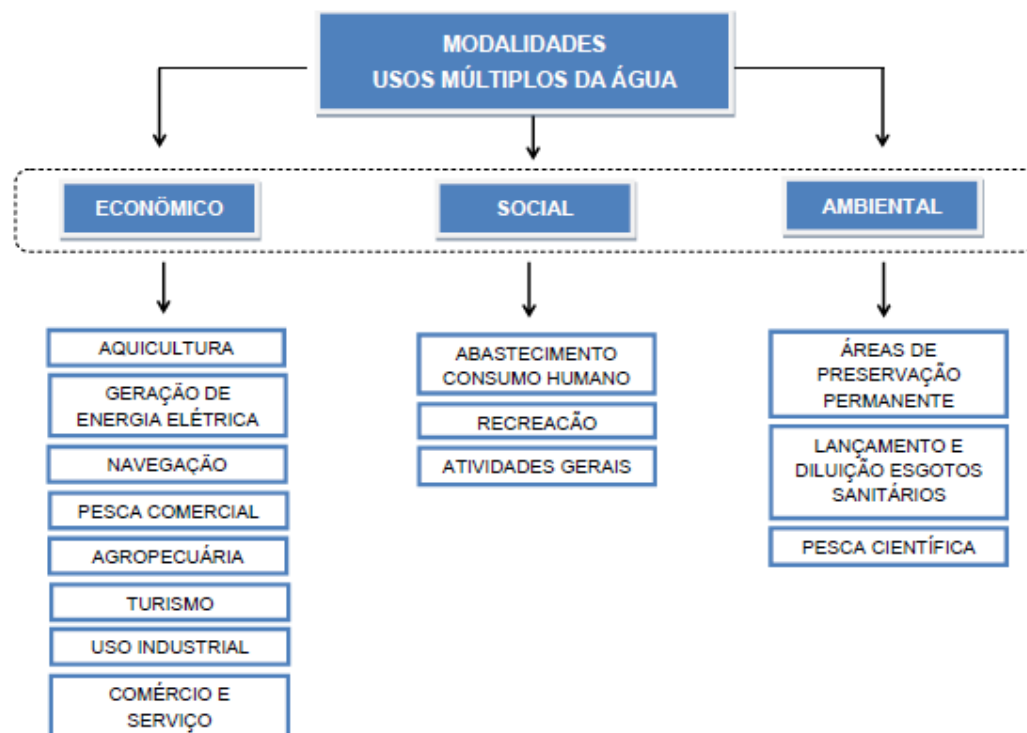 MODALIDADES
USOS MÚLTIPLOS DA ÁGUA
ECONÔMICO
SOCIAL
AMBIENTAL
AQUICULTURA
GERAÇÃO DE
ENERGIA ELÉTRICA
NAVEGAÇÃO
PESCA COMERCIAL
AGROPECUÁRIA
TURISMO
USO INDUSTRIAL
COMÉRCIO E
SERVIÇO
ABASTECIMENTO
CONSUMO HUMANO
RECREACÃO
ATIVIDADES GERAIS
ÁREAS DE
PRESERVAÇÃO
PERMANENTE
LANÇAMENTO E
DILUIÇÃO ESGOTOS
SANITÁRIOS
PESCA CIENTÍFICA